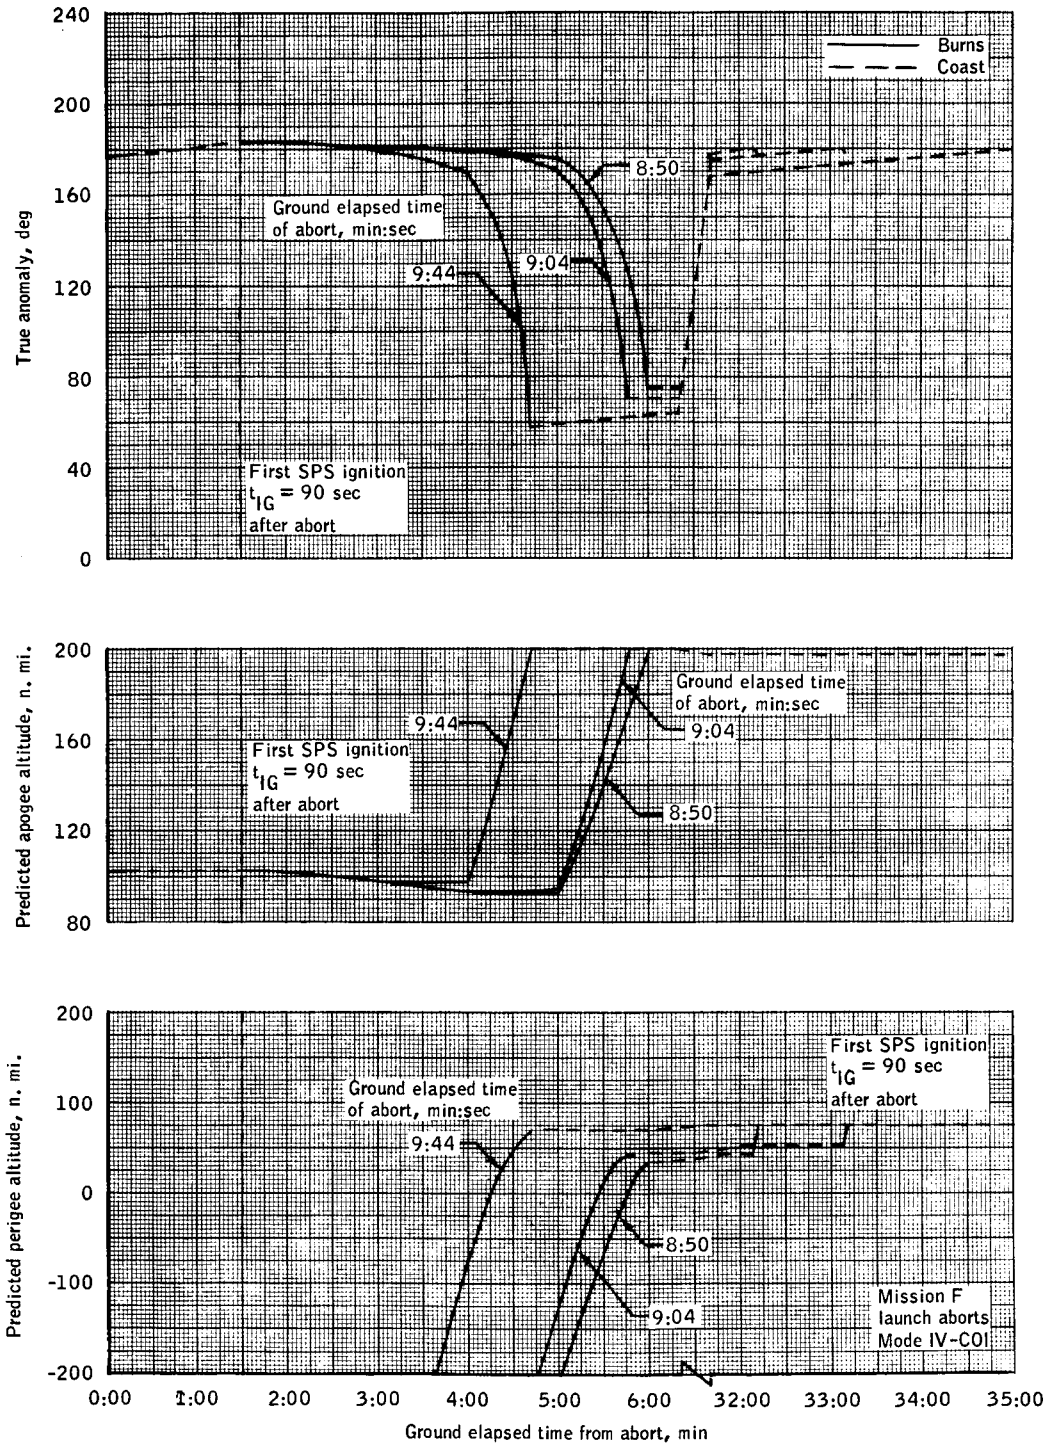 240
200
160
120
80
40
0
True anomaly, deg
Burns
Coast
8:50
Ground elapsed time
of abort, min:sec
9:04
9:44
First SPS ignition
tIG = 90 sec
after abort
200
160
120
80
Predicted apogee altitude, n. mi.
Ground elapsed time
of abort, min:sec
9:44
9:04
First SPS ignition
tIG = 90 sec
after abort
8:50
200
100
0
-100
-200
Predicted perigee altitude, n. mi.
First SPS ignition
tIG = 90 sec
after abort
Ground elapsed time
of abort, min:sec
9:44
8:50
9:04
Mission F
launch aborts
Mode IV-COI
0:00 1:00 2:00 3:00 4:00 5:00 6:00 32:00 33:00 34:00 35:00
Ground elapsed time from abort, min